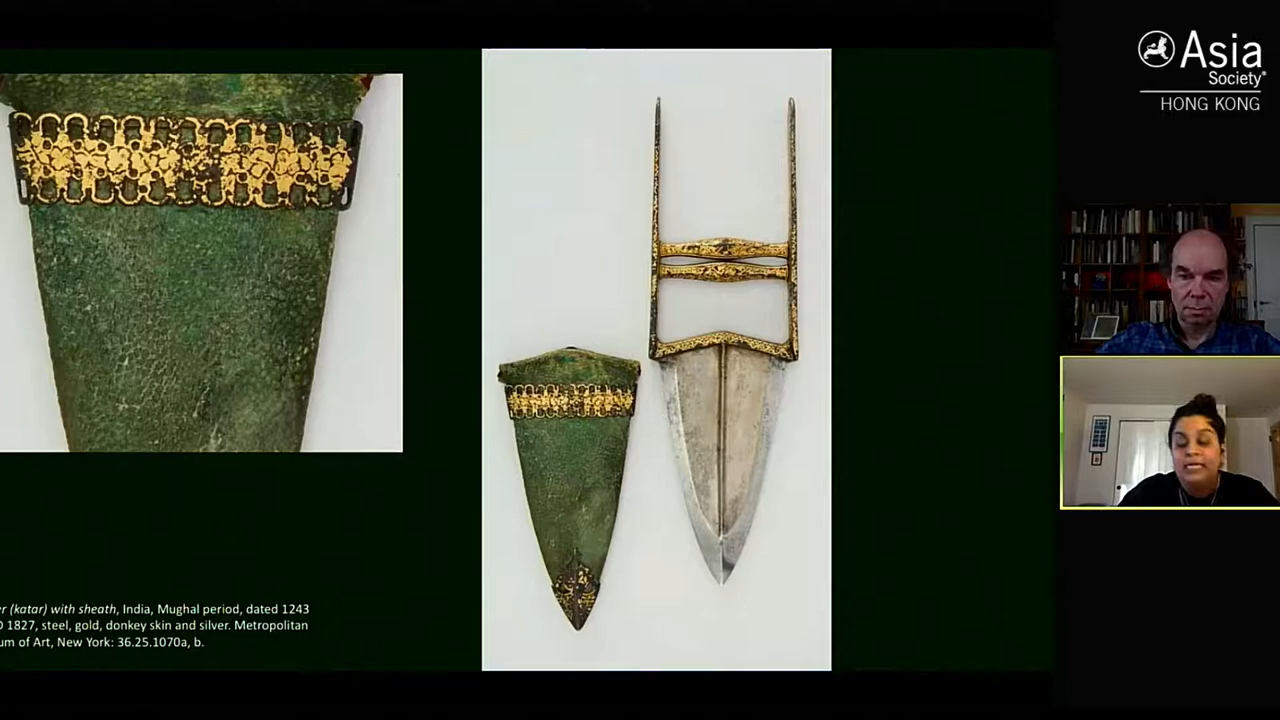 Asia
Society
HONG KONG
(katar) with sheath, India, Mughal period, dated 1243
1827, steel, gold, donkey skin and silver. Metropolitan
of Art, New York: 36.25.1070a, b.